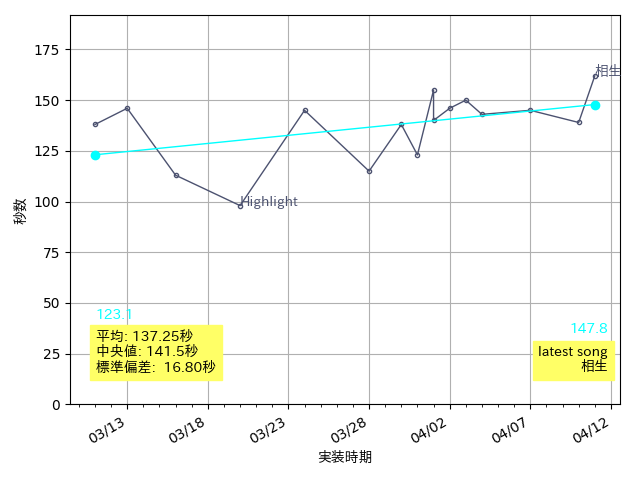 175
150
125
100
75
50
25
0
秒数
相生
Highlight
123.1
平均: 137.25秒
中央値: 141.5秒
標準偏差: 16.80秒
147.8
latest song
相生
03/13
03/18
03/23
03/28
04/02
04/07
04/12
実装時期